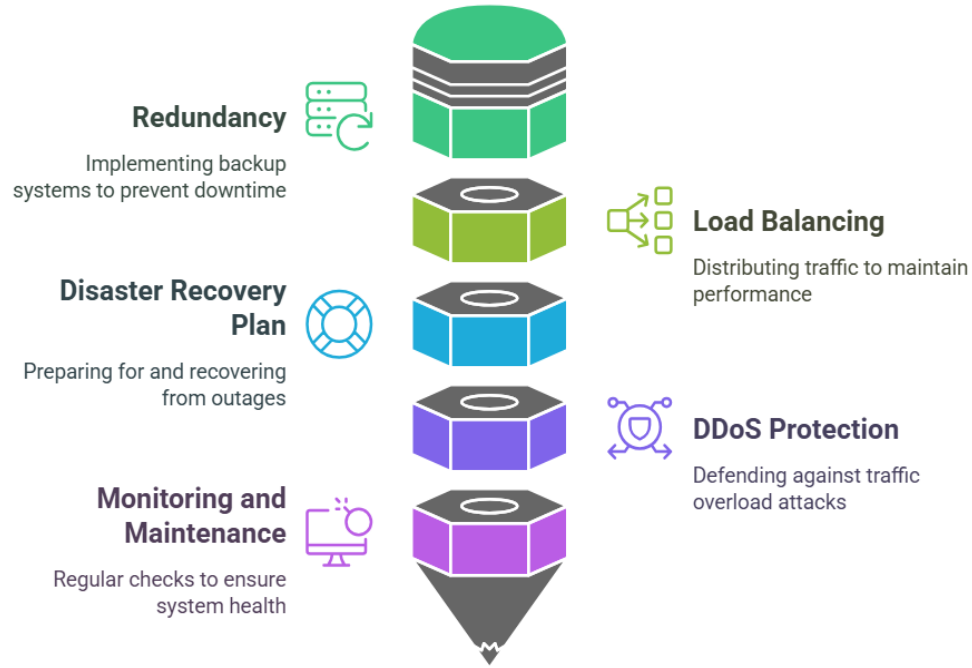 Redundancy
Implementing backup
systems to prevent downtime
Load Balancing
Distributing traffic to maintain
performance
Disaster Recovery
Plan
Preparing for and recovering
from outages
DDoS Protection
Defending against traffic
overload attacks
Monitoring and
Maintenance
Regular checks to ensure
system health